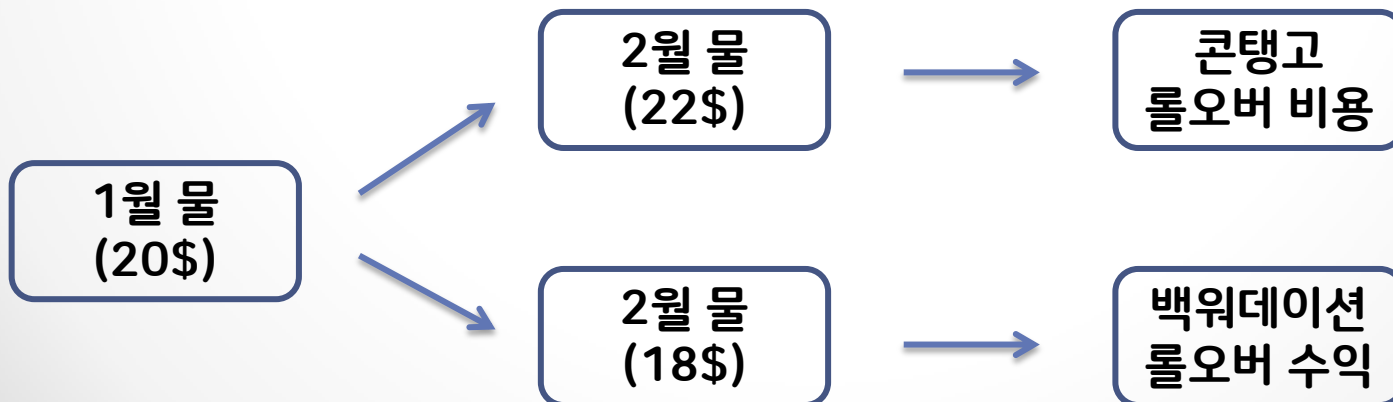 1월 물
(20$)
2월 물
(22$)
콘탱고
롤오버 비용
2월 물
(18$)
백워데이션
롤오버 수익